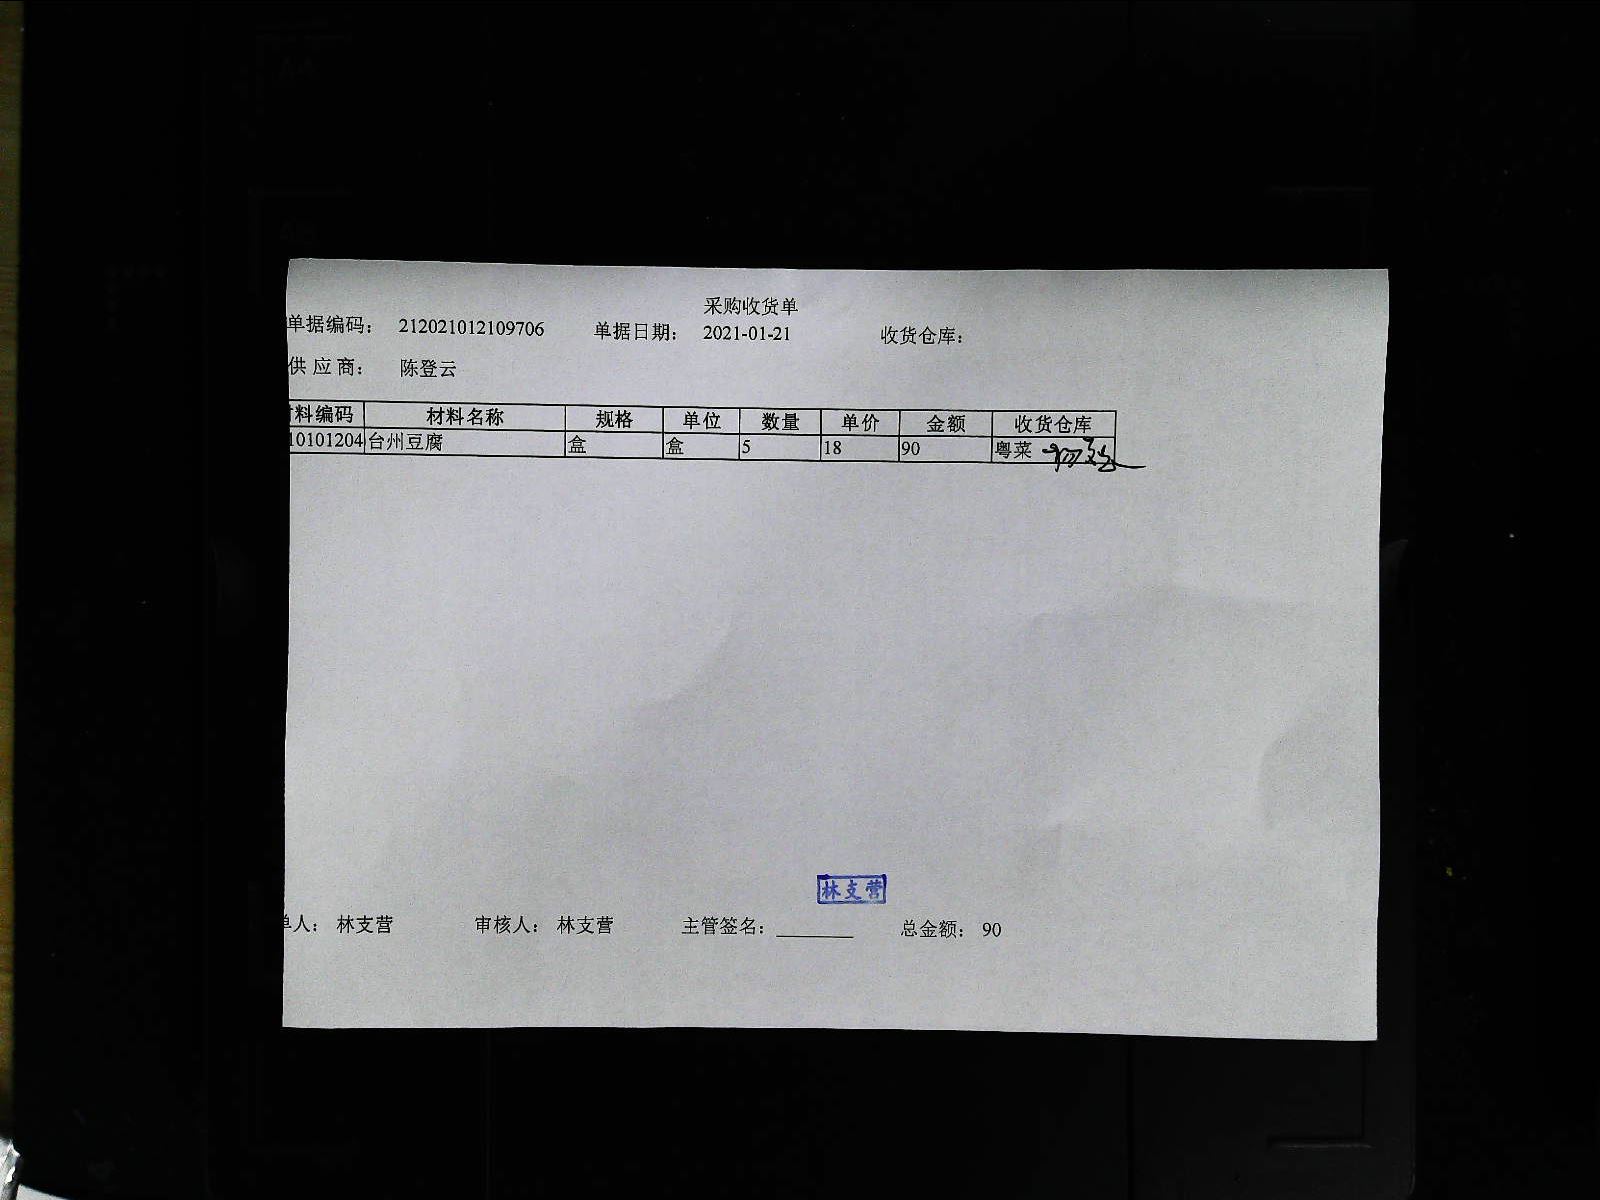 采购收货单
单据编码： 212021012109706 单据日期： 2021-01-21 收货仓库：
供应商： 陈登云
料编码 材料名称 规格 单位 数量 单价 金额 收货仓库
10101204 台州豆腐 盒 盒 5 18 90 粤菜
林支营
单人： 林支营 审核人： 林支营 主管签名： 总金额： 90